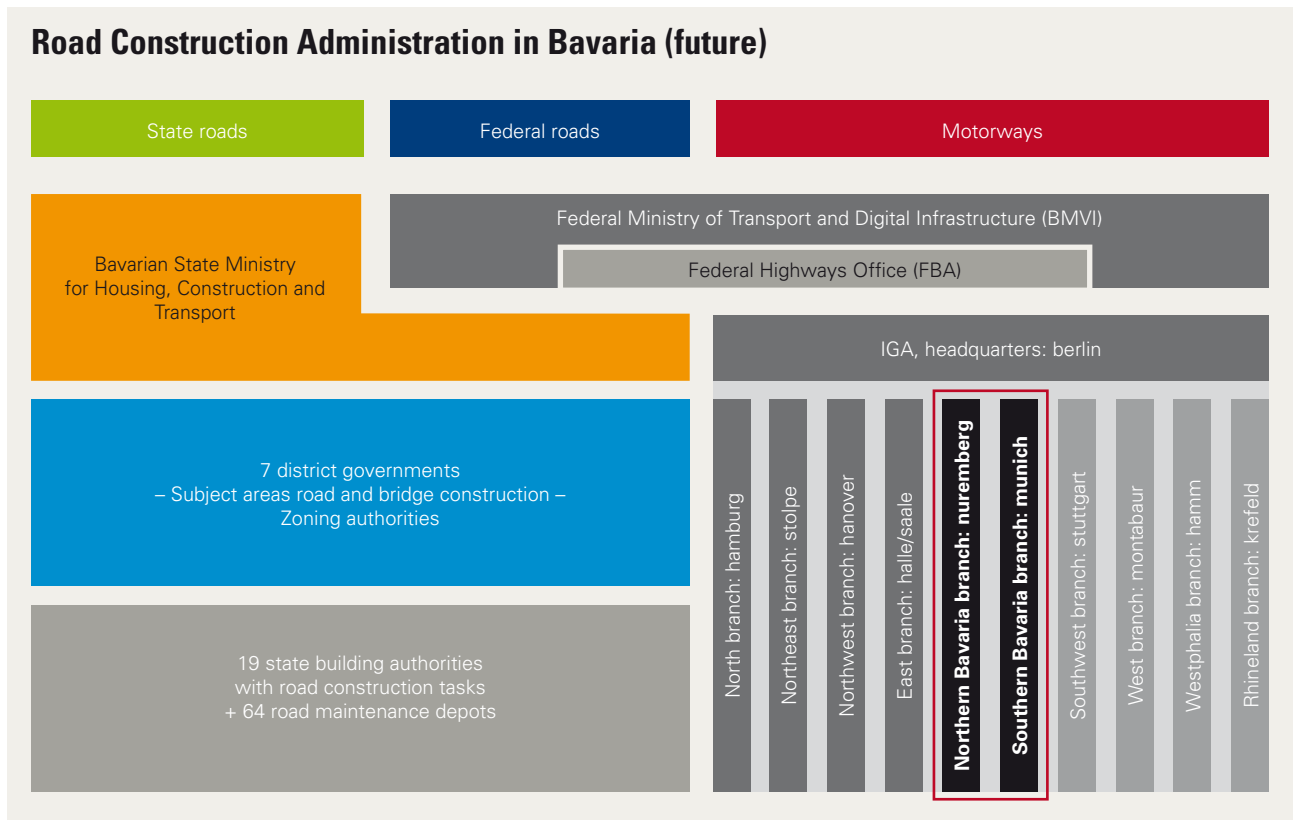 Road Construction Administration in Bavaria (future)
State roads
Federal roads
Motorways
Bavarian State Ministry
for Housing, Construction and
Transport
Federal Ministry of Transport and Digital Infrastructure (BMVI)
Federal Highways Office (FBA)
IGA, headquarters: berlin
7 district governments
– Subject areas road and bridge construction –
Zoning authorities
19 state building authorities
with road construction tasks
+ 64 road maintenance depots
North branch: hamburg
Northeast branch: stolpe
Northwest branch: hanover
East branch: halle/saale
Northern Bavaria branch: nuremberg
Southern Bavaria branch: munich
Southwest branch: stuttgart
West branch: montabaur
Westphalia branch: hamm
Rhineland branch: krefeld